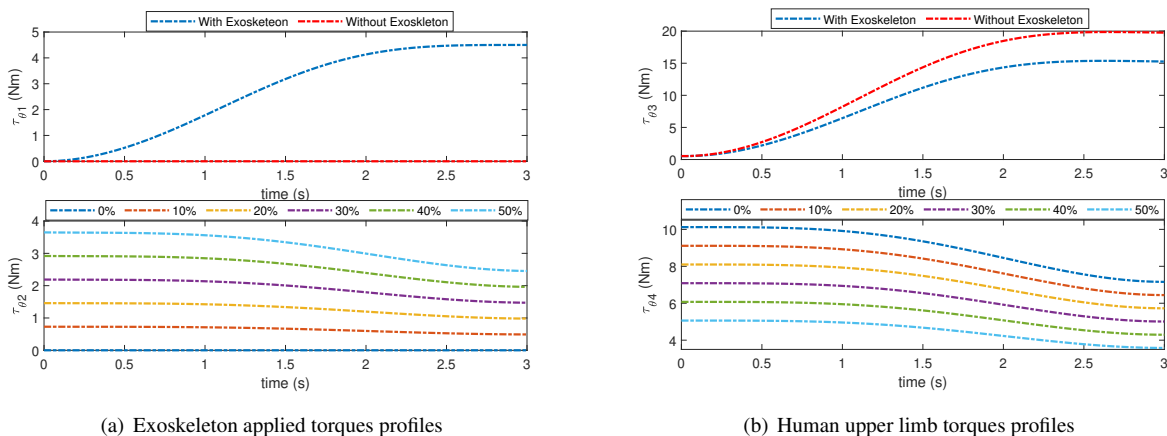 With Exoskeleton Without Exoskleton
5
4
3
2
1
0
τθ1 (Nm)
0 0.5 1 1.5 2 2.5 3
time (s)
0% 10% 20% 30% 40% 50%
4
3
2
1
0
τθ2 (Nm)
0 0.5 1 1.5 2 2.5 3
time (s)
(a) Exoskeleton applied torques profiles
With Exoskeleton Without Exoskleton
20
15
10
5
0
τθ3 (Nm)
0 0.5 1 1.5 2 2.5 3
time (s)
0% 10% 20% 30% 40% 50%
10
8
6
4
τθ4 (Nm)
0 0.5 1 1.5 2 2.5 3
time (s)
(b) Human upper limb torques profiles